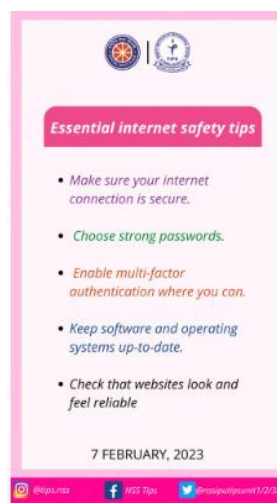 Essential internet safety tips
• Make sure your internet
connection is secure.
• Choose strong passwords.
• Enable multi-factor
authentication where you can.
• Keep software and operating
systems up-to-date.
• Check that websites look and
feel reliable
7 FEBRUARY, 2023
@tips.nss
NSS Tips